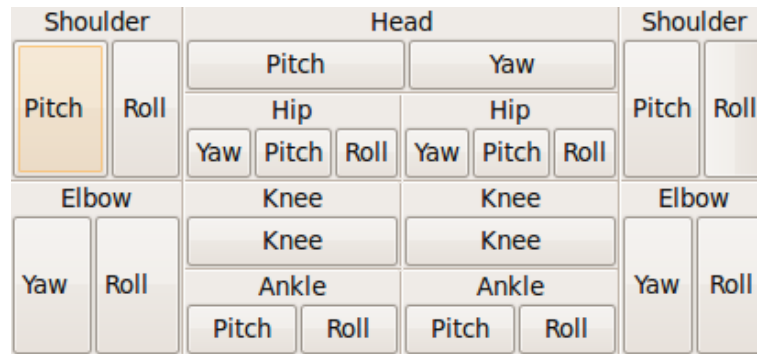 Shoulder Head Shoulder
Pitch Yaw
Pitch Roll Hip Hip Pitch Roll
Yaw Pitch Roll Yaw Pitch Roll
Elbow Knee Knee Elbow
Knee Knee
Yaw Roll Ankle Ankle Yaw Roll
Pitch Roll Pitch Roll